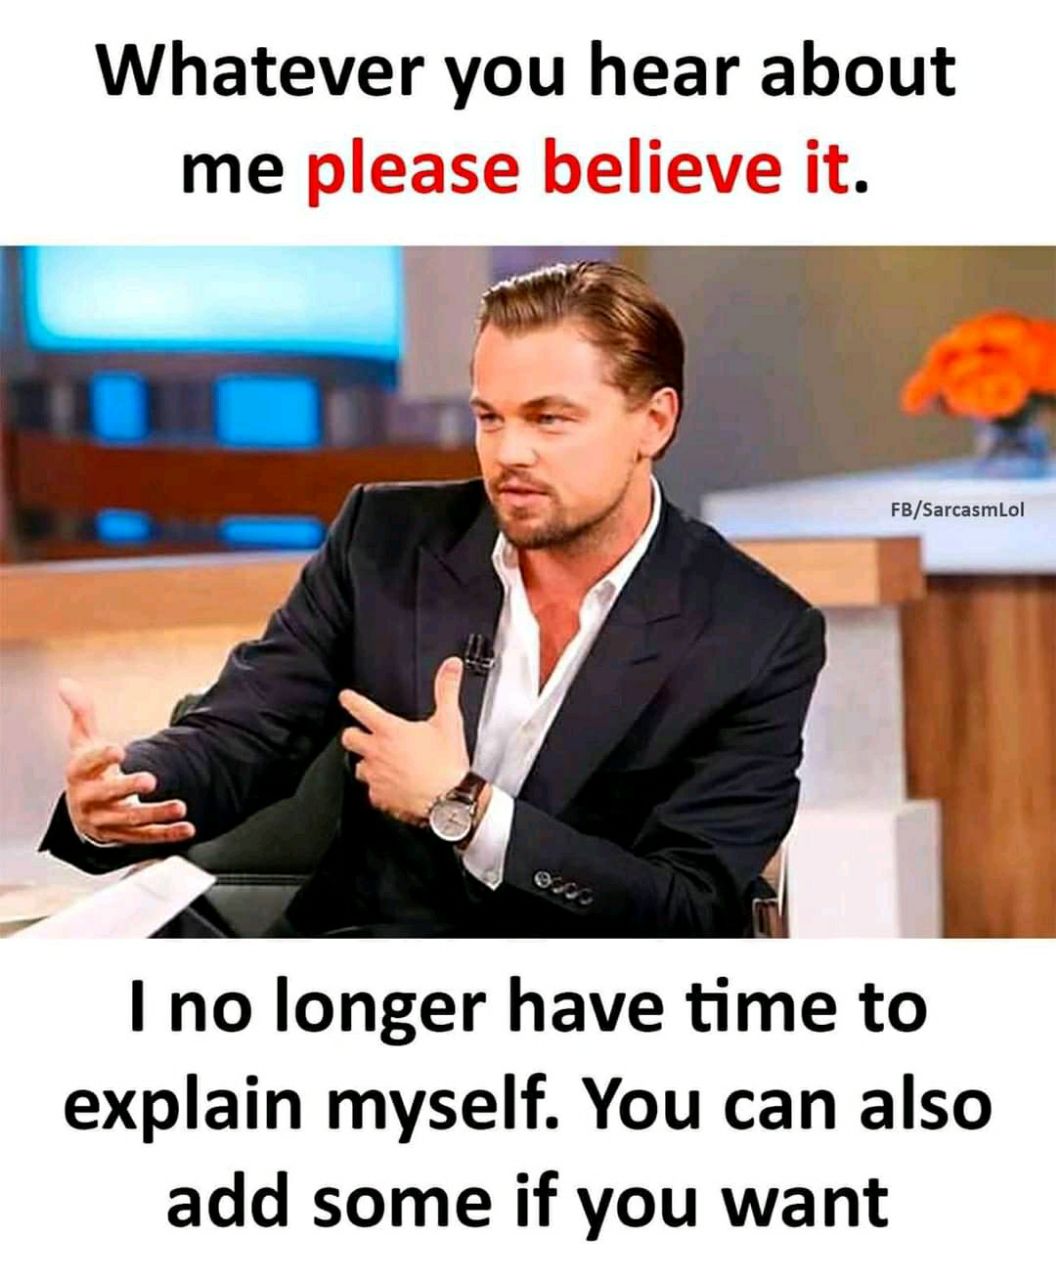 Whatever you hear about
me please believe it.
FB/SarcasmLol
I no longer have time to
explain myself. You can also
add some if you want